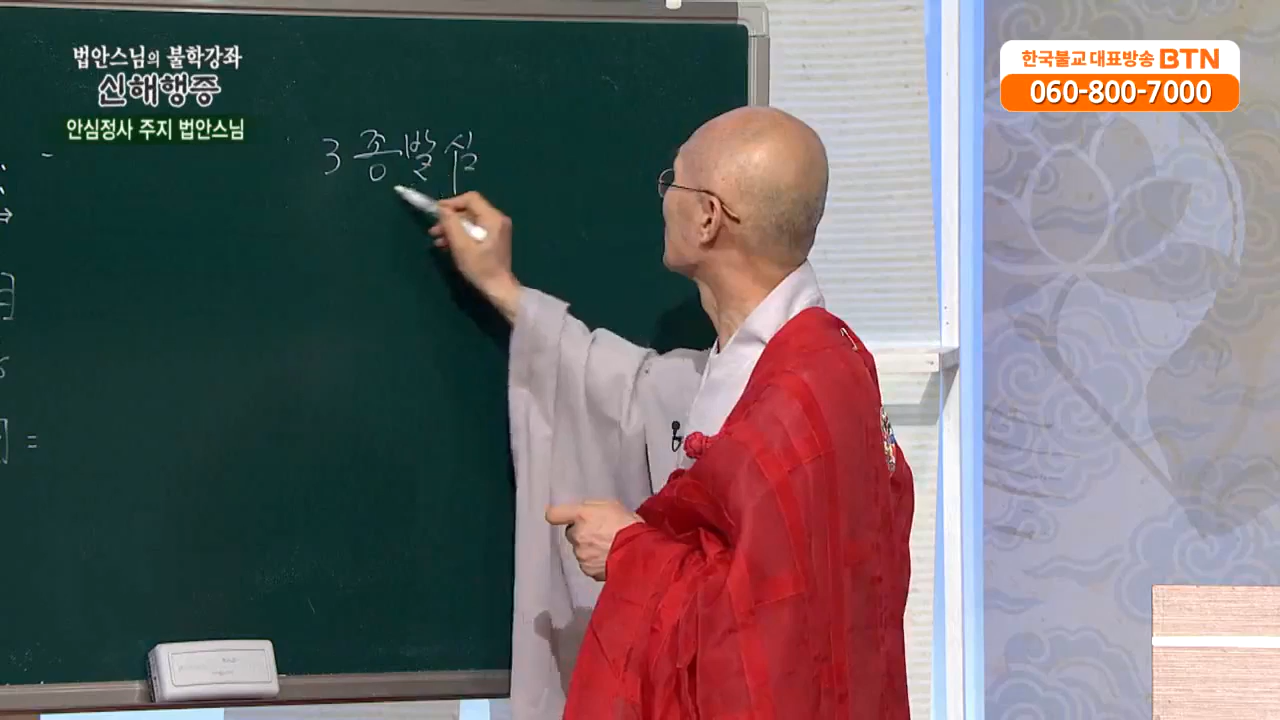 법안스님의 불학강좌
신해행증
안심정사 주지 법안스님
한국불교 대표방송 BTN
060-800-7000
3종발심
=